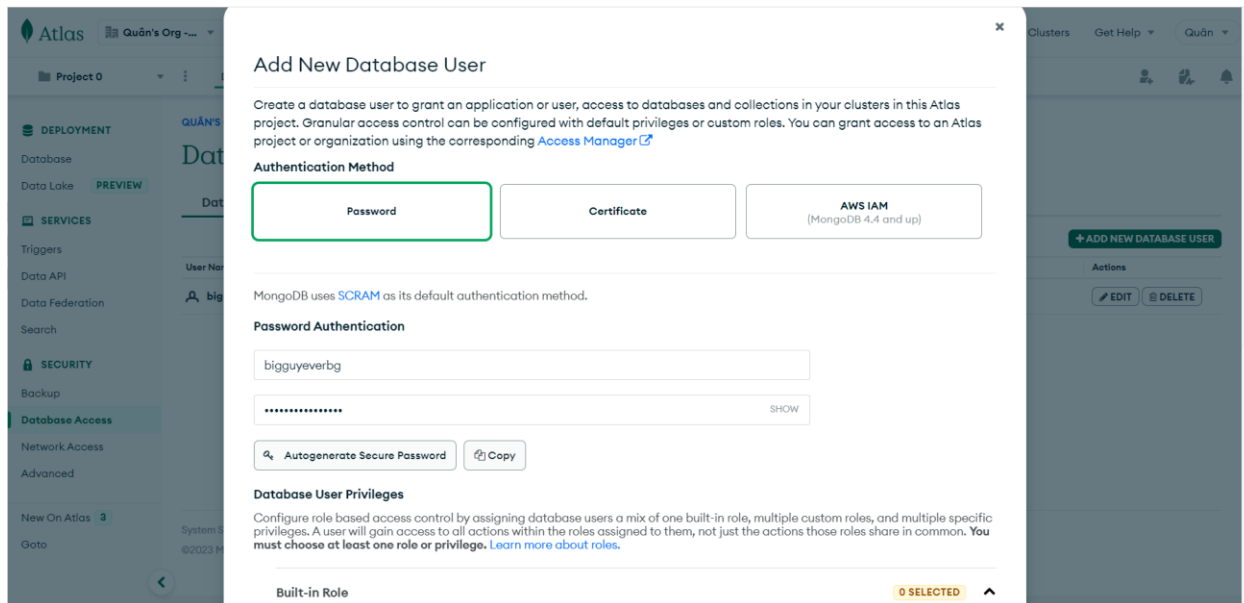 Atlas
Quân's Org -...
Clusters
Get Help
Quân
Project 0
DEPLOYMENT
Database
Data Lake PREVIEW
SERVICES
Triggers
Data API
Data Federation
Search
SECURITY
Backup
Database Access
Network Access
Advanced
New On Atlas 3
Goto
QUÂN'S
Dat
Dat
User Nar
big
System S
©2023 M
+ ADD NEW DATABASE USER
Actions
EDIT
DELETE
Add New Database User
Create a database user to grant an application or user, access to databases and collections in your clusters in this Atlas
project. Granular access control can be configured with default privileges or custom roles. You can grant access to an Atlas
project or organization using the corresponding Access Manager
Authentication Method
Password
Certificate
AWS IAM
(MongoDB 4.4 and up)
MongoDB uses SCRAM as its default authentication method.
Password Authentication
bigguyeverbg
••••••••••••••••
SHOW
Autogenerate Secure Password
Copy
Database User Privileges
Configure role based access control by assigning database users a mix of one built-in role, multiple custom roles, and multiple specific
privileges. A user will gain access to all actions within the roles assigned to them, not just the actions those roles share in common. You
must choose at least one role or privilege. Learn more about roles.
Built-in Role
0 SELECTED